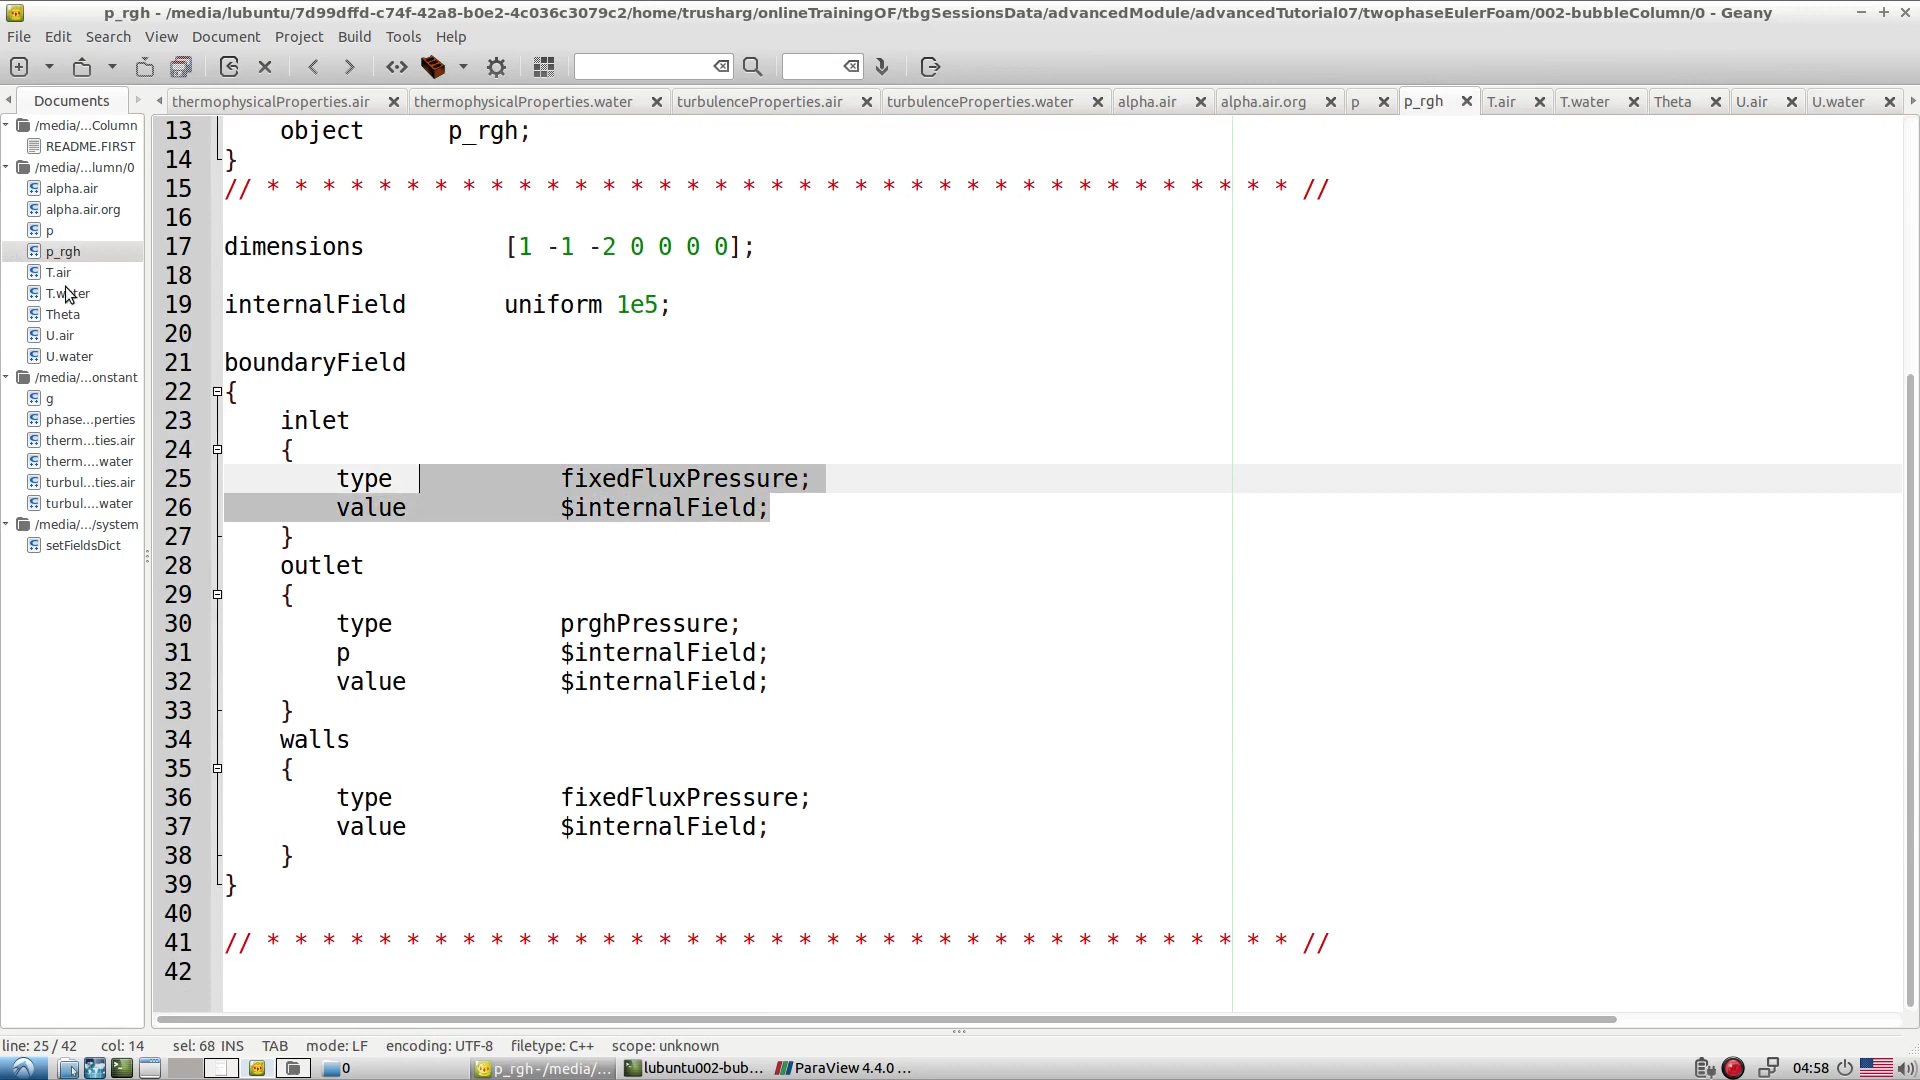 p_rgh - /media/lubuntu/7d99dffd-c74f-42a8-b0e2-4c036c3079c2/home/trusharg/onlineTrainingOF/tbgSessionsData/advancedModule/advancedTutorial07/twophaseEulerFoam/002-bubbleColumn/0 - Geany
File Edit Search View Document Project Build Tools Help
Documents thermophysicalProperties.air thermophysicalProperties.water turbulenceProperties.air turbulenceProperties.water alpha.air alpha.air.org p p_rgh T.air T.water Theta U.air U.water
/media/...Column
README.FIRST
/media/...lumn/0
alpha.air
alpha.air.org
p
p_rgh
T.air
T.water
Theta
U.air
U.water
/media/...onstant
g
phase...perties
therm...ties.air
therm....water
turbul...ties.air
turbul....water
/media/.../system
setFieldsDict
13 object p_rgh;
14 }
15 // * * * * * * * * * * * * * * * * * * * * * * * * * * * * * * * * * * * * * //
16
17 dimensions [1 -1 -2 0 0 0 0];
18
19 internalField uniform 1e5;
20
21 boundaryField
22 {
23 inlet
24 {
25 type fixedFluxPressure;
26 value $internalField;
27 }
28 outlet
29 {
30 type prghPressure;
31 p $internalField;
32 value $internalField;
33 }
34 walls
35 {
36 type fixedFluxPressure;
37 value $internalField;
38 }
39 }
40
41 // * * * * * * * * * * * * * * * * * * * * * * * * * * * * * * * * * * * * * //
42
line: 25 / 42 col: 14 sel: 68 INS TAB mode: LF encoding: UTF-8 filetype: C++ scope: unknown
0 p_rgh - /media/... lubuntu002-bub... ParaView 4.4.0 ... 04:58